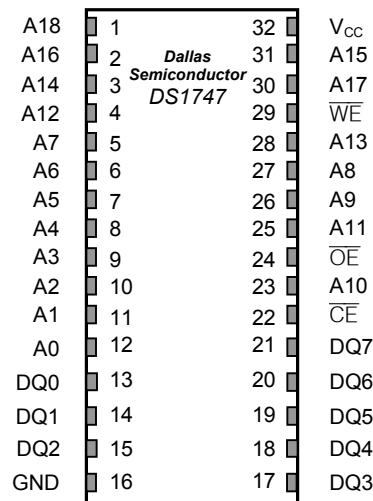 A18 1 32 VCC
A16 2 Dallas 31 A15
A14 3 Semiconductor 30 A17
A12 4 DS1747 29 W̅E̅
A7 5 28 A13
A6 6 27 A8
A5 7 26 A9
A4 8 25 A11
A3 9 24 O̅E̅
A2 10 23 A10
A1 11 22 C̅E̅
A0 12 21 DQ7
DQ0 13 20 DQ6
DQ1 14 19 DQ5
DQ2 15 18 DQ4
GND 16 17 DQ3